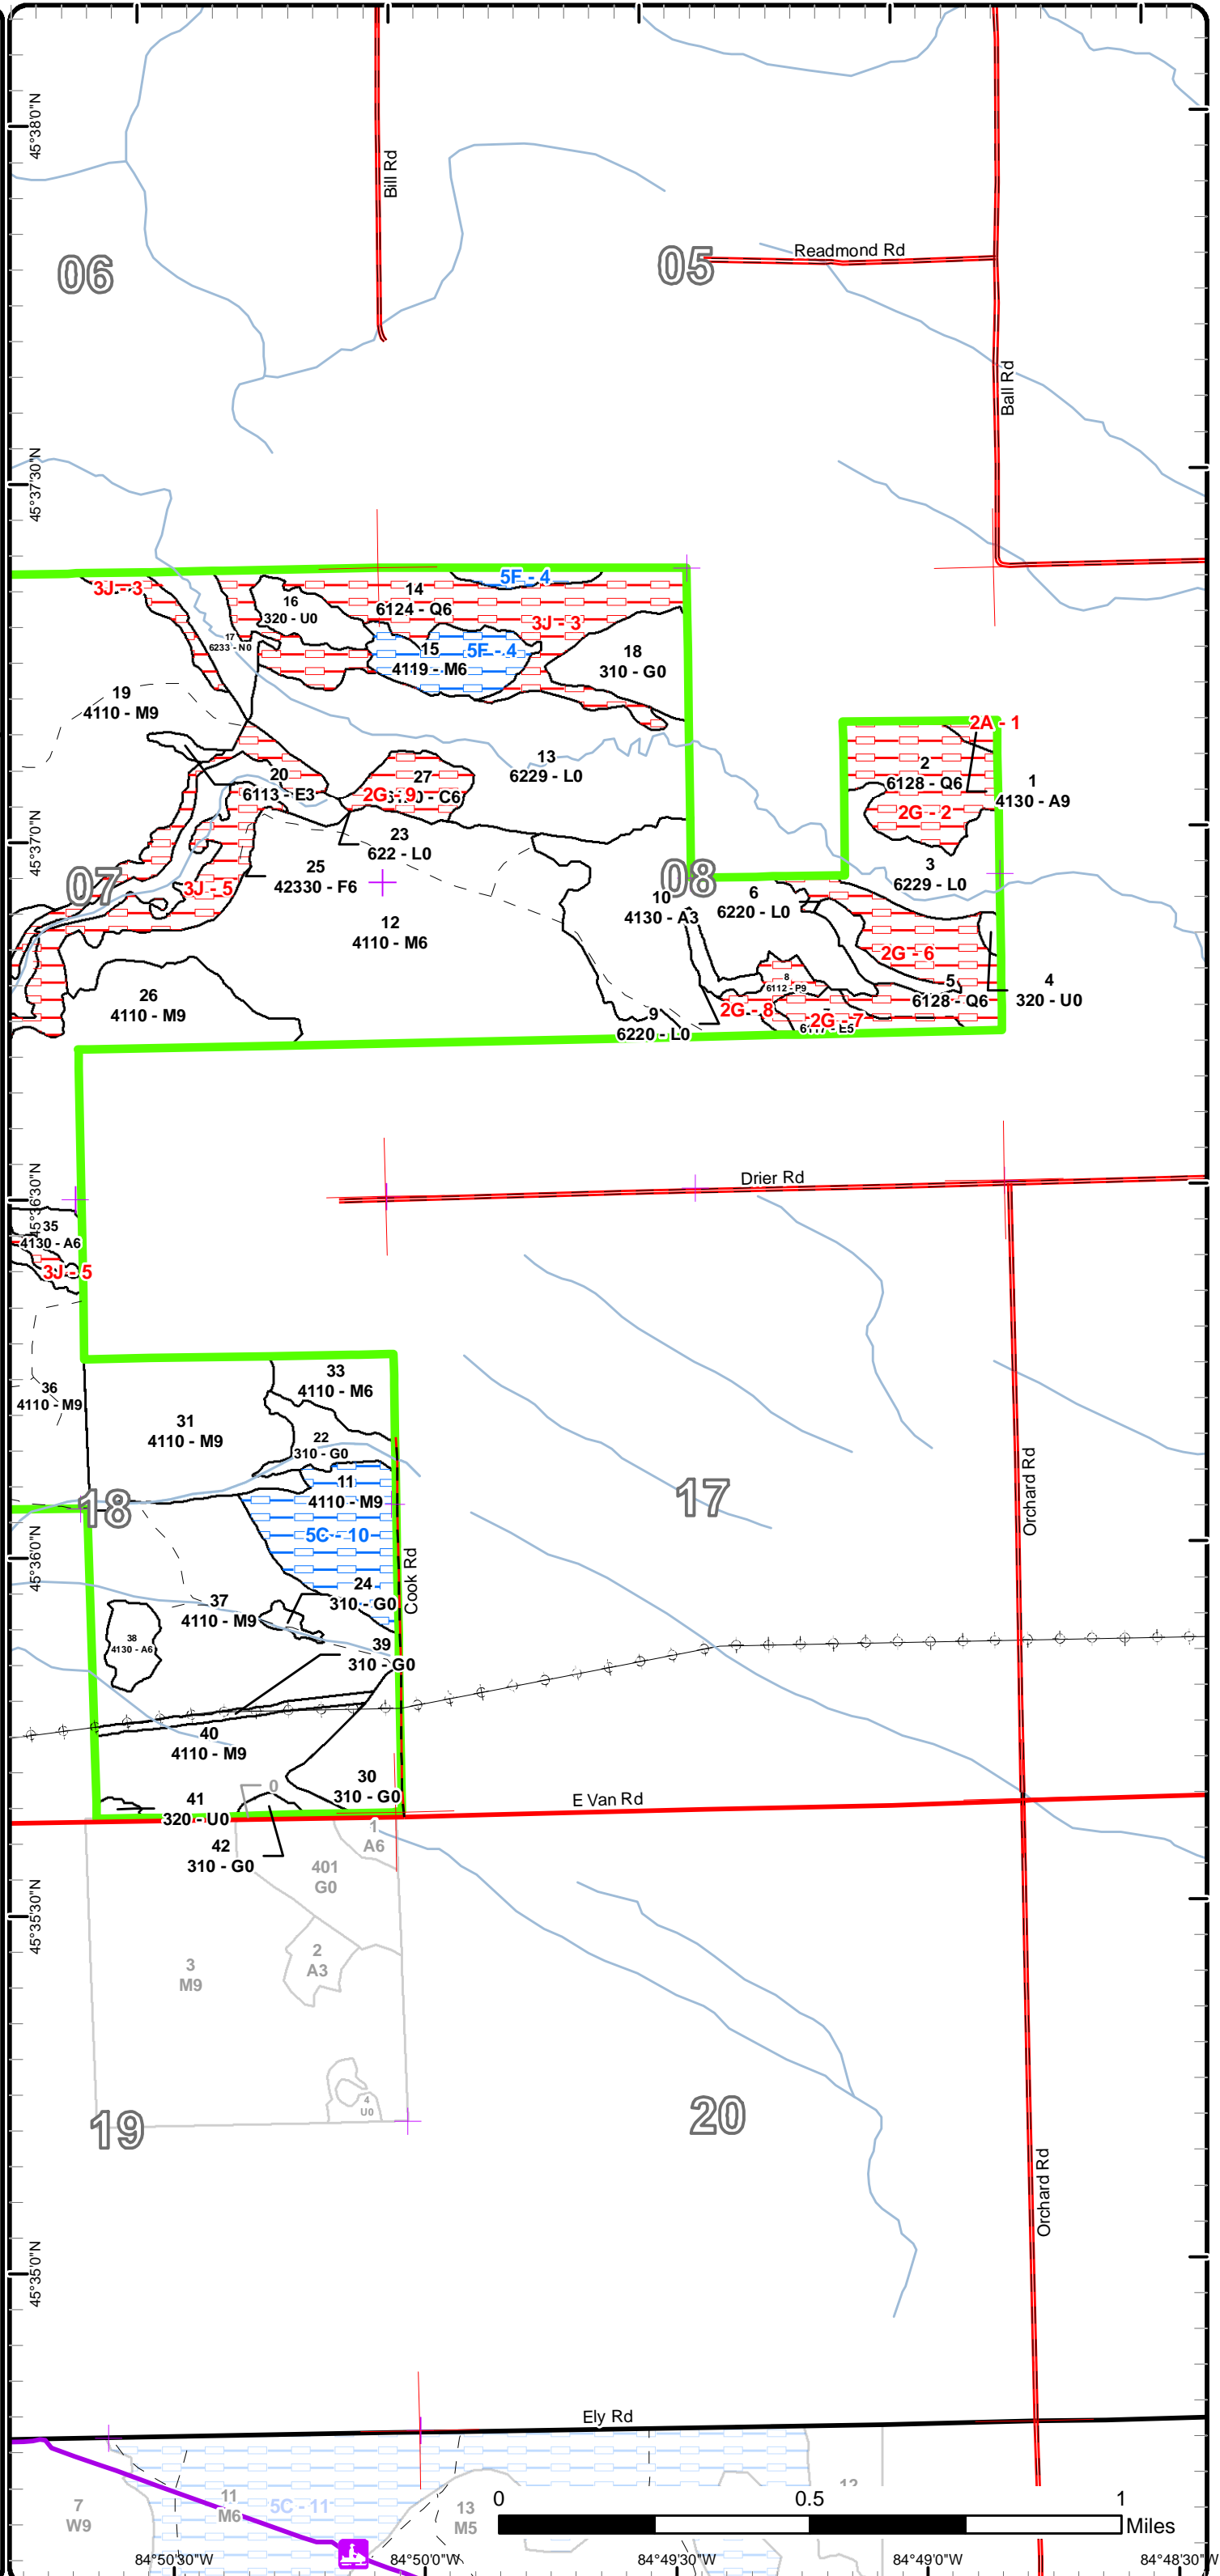 45°38'0"N
Bill Rd
06
05
Readmond Rd
Ball Rd
45°37'30"N
3J - 3
5F - 4
14
6124 - Q6
16
320 - U0
3J - 3
17
6233 - N0
15
4119 - M6
5F - 4
18
310 - G0
19
4110 - M9
2A - 1
13
6229 - L0
2
6128 - Q6
1
4130 - A9
20
6113 - E3
27
2G - 9
C6
2G - 2
45°37'0"N
23
622 - L0
3
6229 - L0
07
3J - 5
25
42330 - F6
08
10
4130 - A3
6
6220 - L0
12
4110 - M6
2G - 6
26
4110 - M9
8
6112 - P9
5
6128 - Q6
4
320 - U0
2G - 8
9
6220 - L0
2G - 7
Drier Rd
45°36'30"N
35
4130 - A6
3J - 5
36
4110 - M9
33
4110 - M6
31
4110 - M9
22
310 - G0
11
4110 - M9
18
17
Orchard Rd
5C - 10
45°36'0"N
Cook Rd
24
310 - G0
37
4110 - M9
38
4130 - A6
39
310 - G0
40
4110 - M9
30
310 - G0
0
41
320 - U0
E Van Rd
42
310 - G0
1
A6
401
G0
45°35'30"N
2
A3
3
M9
4
U0
19
20
Orchard Rd
45°35'0"N
Ely Rd
7
W9
11
M6
5C - 11
13
M5
12
0
0.5
1
Miles
84°50'30"W
84°50'0"W
84°49'30"W
84°49'0"W
84°48'30"W